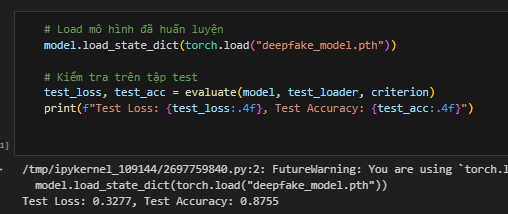 # Load mô hình đã huấn luyện
model.load_state_dict(torch.load("deepfake_model.pth"))
# Kiểm tra trên tập test
test_loss, test_acc = evaluate(model, test_loader, criterion)
print(f"Test Loss: {test_loss:.4f}, Test Accuracy: {test_acc:.4f}")
1]
/tmp/ipykernel_109144/2697759840.py:2: FutureWarning: You are using `torch.l
model.load_state_dict(torch.load("deepfake_model.pth"))
Test Loss: 0.3277, Test Accuracy: 0.8755